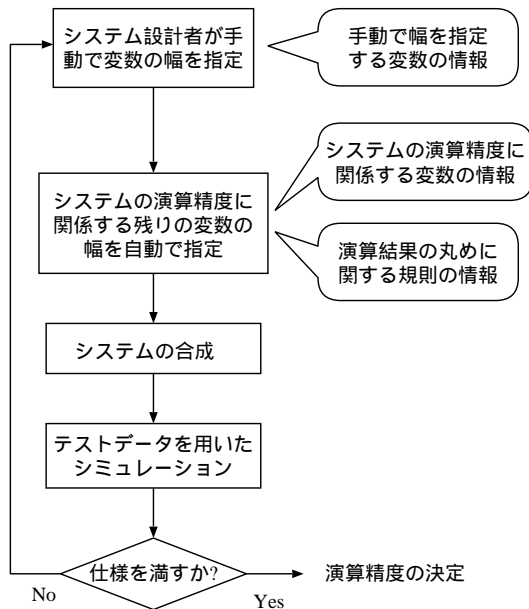 システム設計者が手
動で変数の幅を指定
手動で幅を指定
する変数の情報
システムの演算精度に
関係する変数の情報
システムの演算精度に
関係する残りの変数の
幅を自動で指定
演算結果の丸めに
関する規則の情報
システムの合成
テストデータを用いた
シミュレーション
仕様を満すか?
演算精度の決定
No
Yes